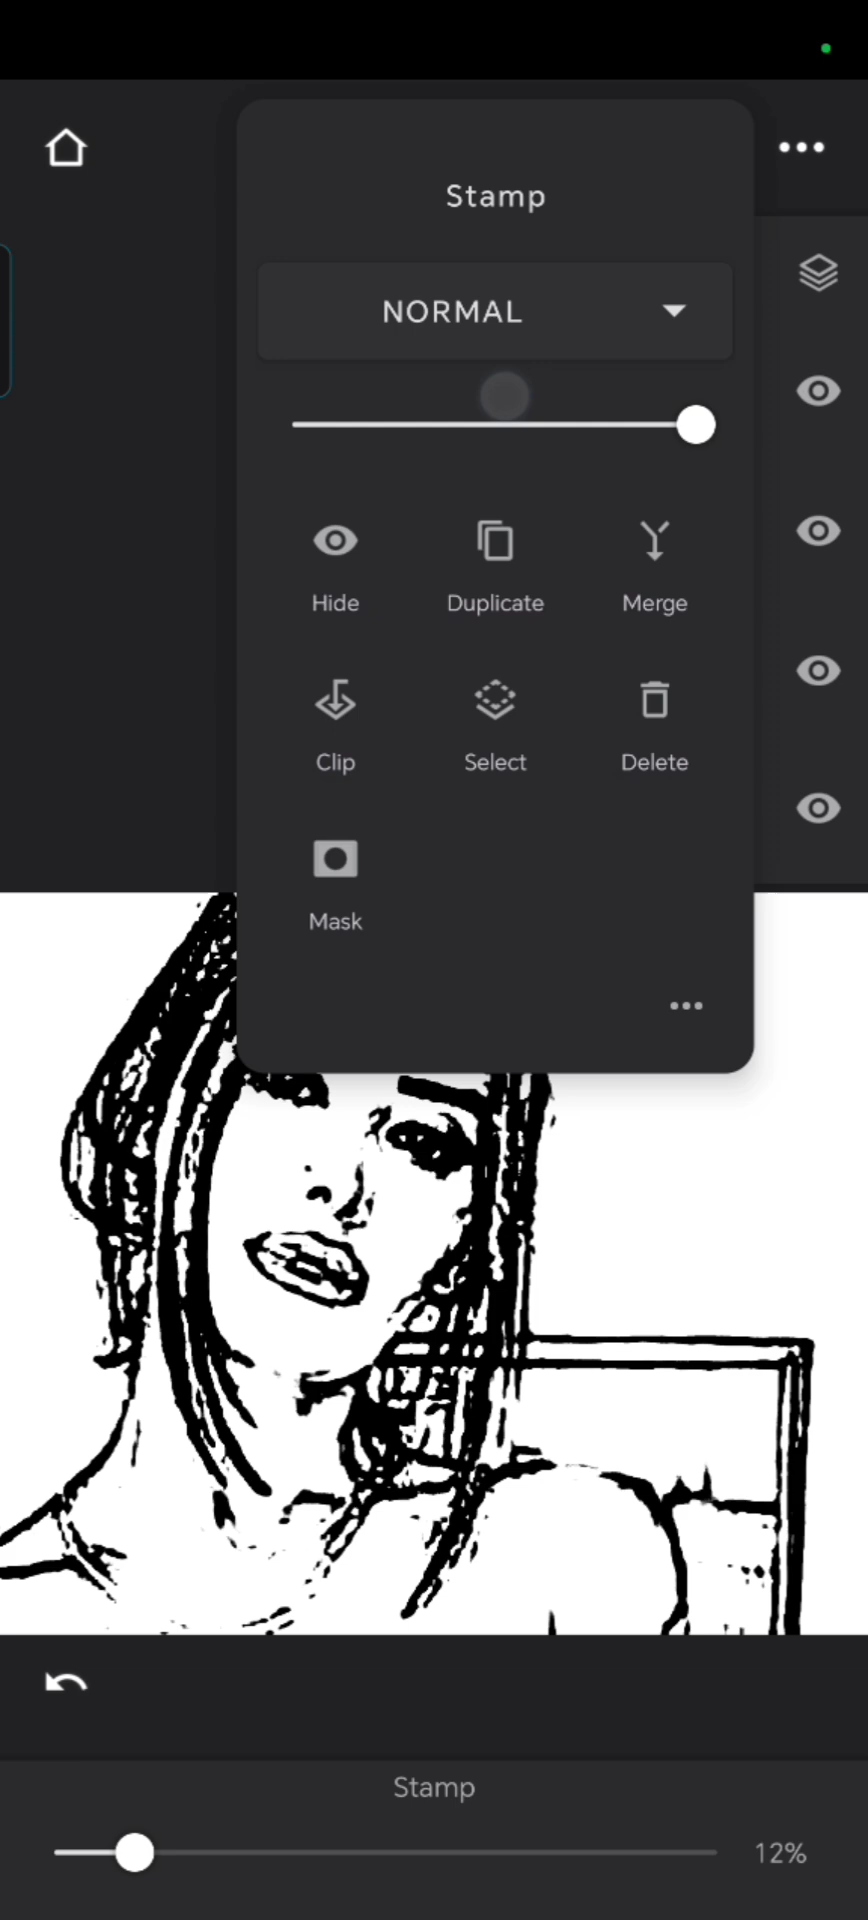 Stamp
NORMAL
Hide Duplicate Merge
Clip Select Delete
Mask
Stamp
12%